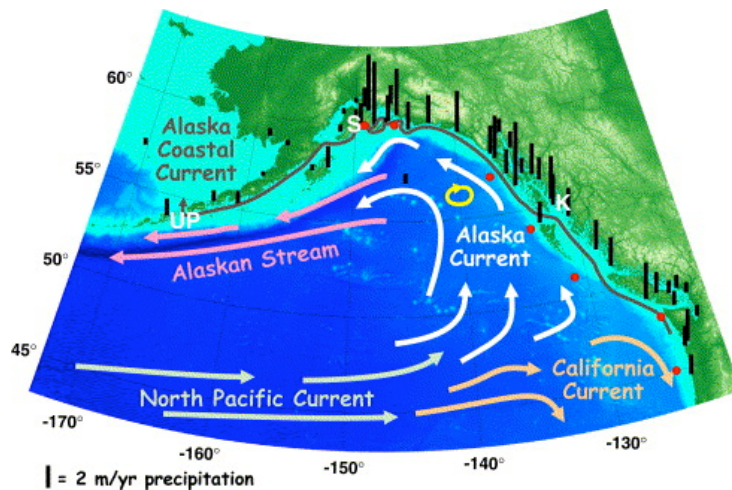 60°
55°
50°
45°
-170°
-160°
-150°
-140°
-130°
Alaska
Coastal
Current
S
K
UP
Alaska
Current
Alaskan Stream
North Pacific Current
California
Current
= 2 m/yr precipitation